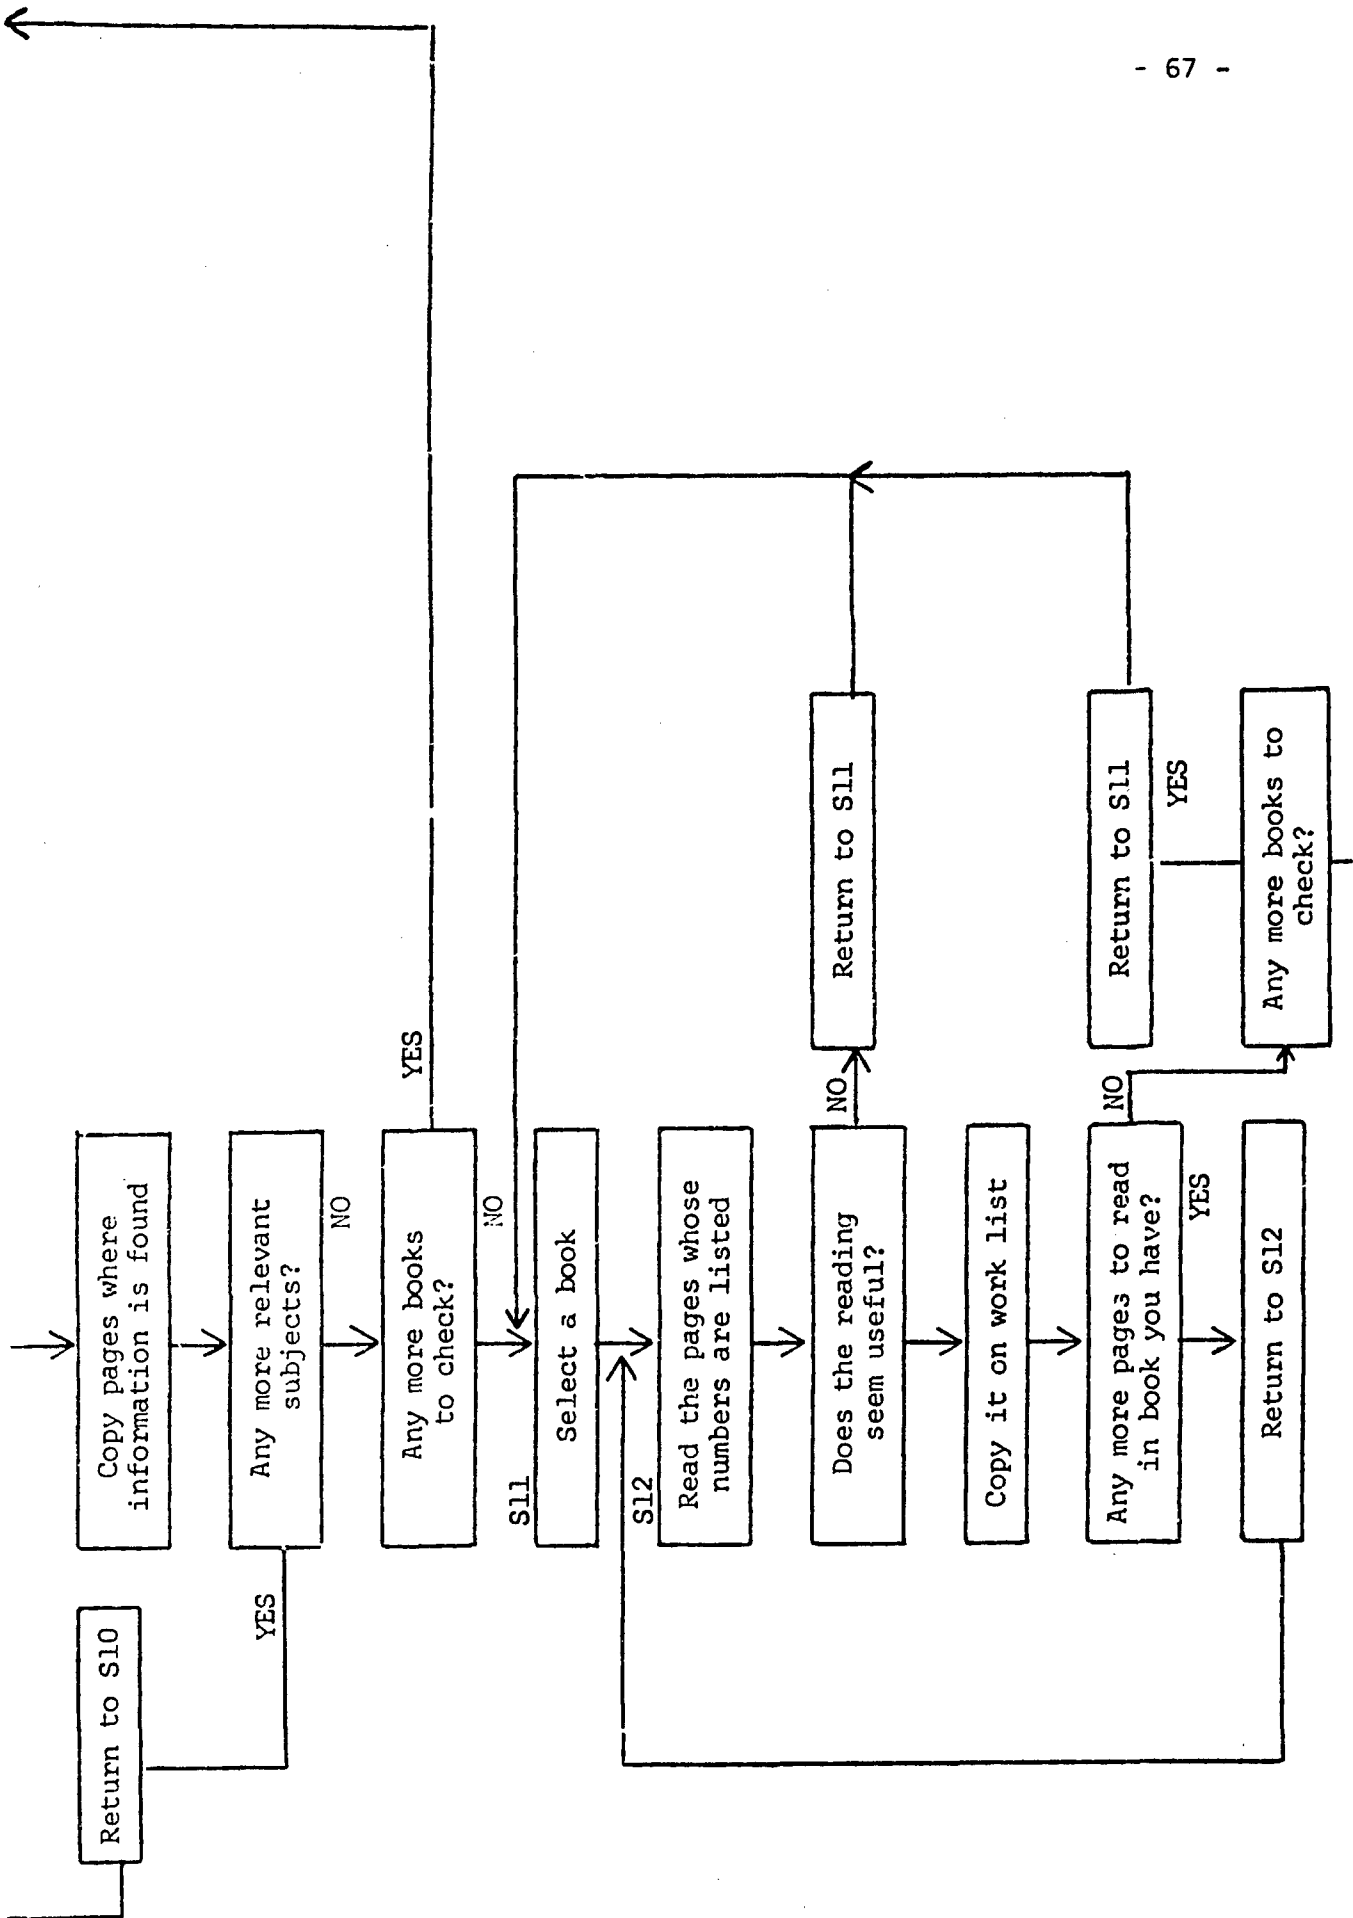 - 67 -
Return to S10
Copy pages where
information is found
YES
Any more relevant
subjects?
NO
Any more books
to check?
YES
NO
S11
Select a book
S12
Read the pages whose
numbers are listed
Does the reading
seem useful?
NO
Return to S11
Copy it on work list
Any more pages to read
in book you have?
NO
YES
Return to S11
YES
Return to S12
Any more books to
check?